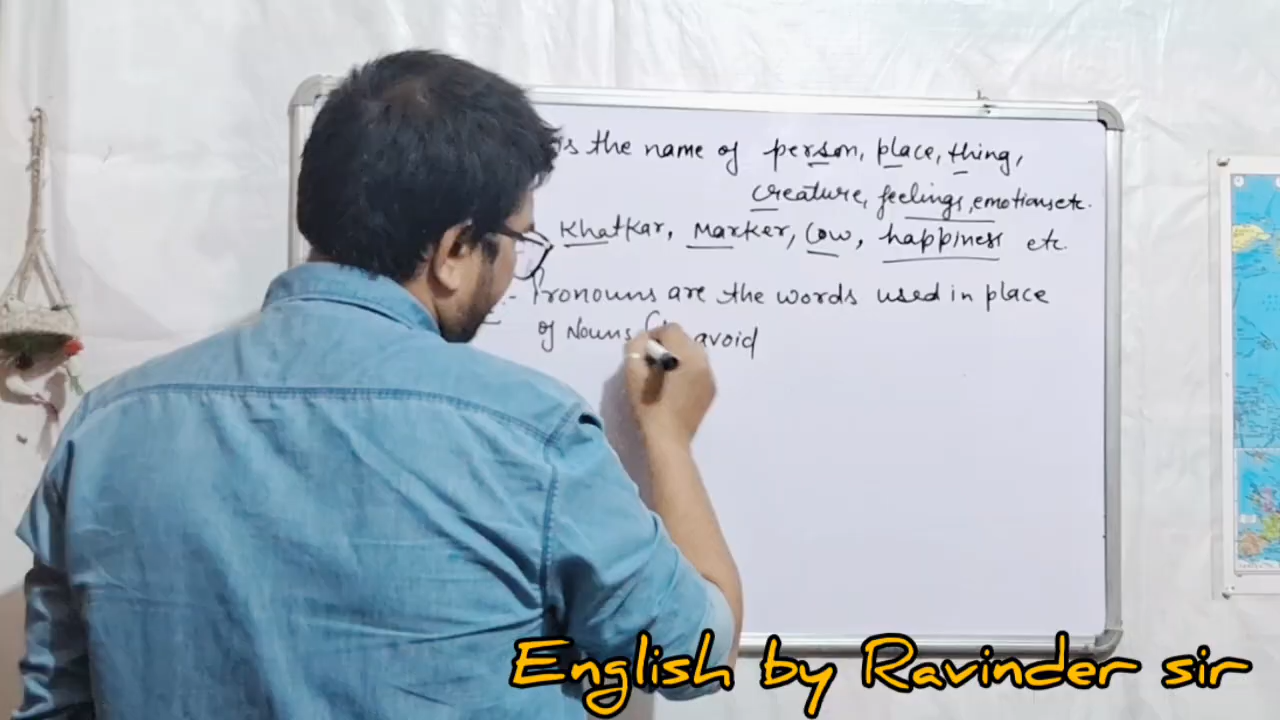 is the name of person, place, thing,
creature, feelings, emotions etc.
Khatkar, Marker, Cow, happiness etc.
:- Pronouns are the words used in place
of Nouns ( avoid
English by Ravinder sir